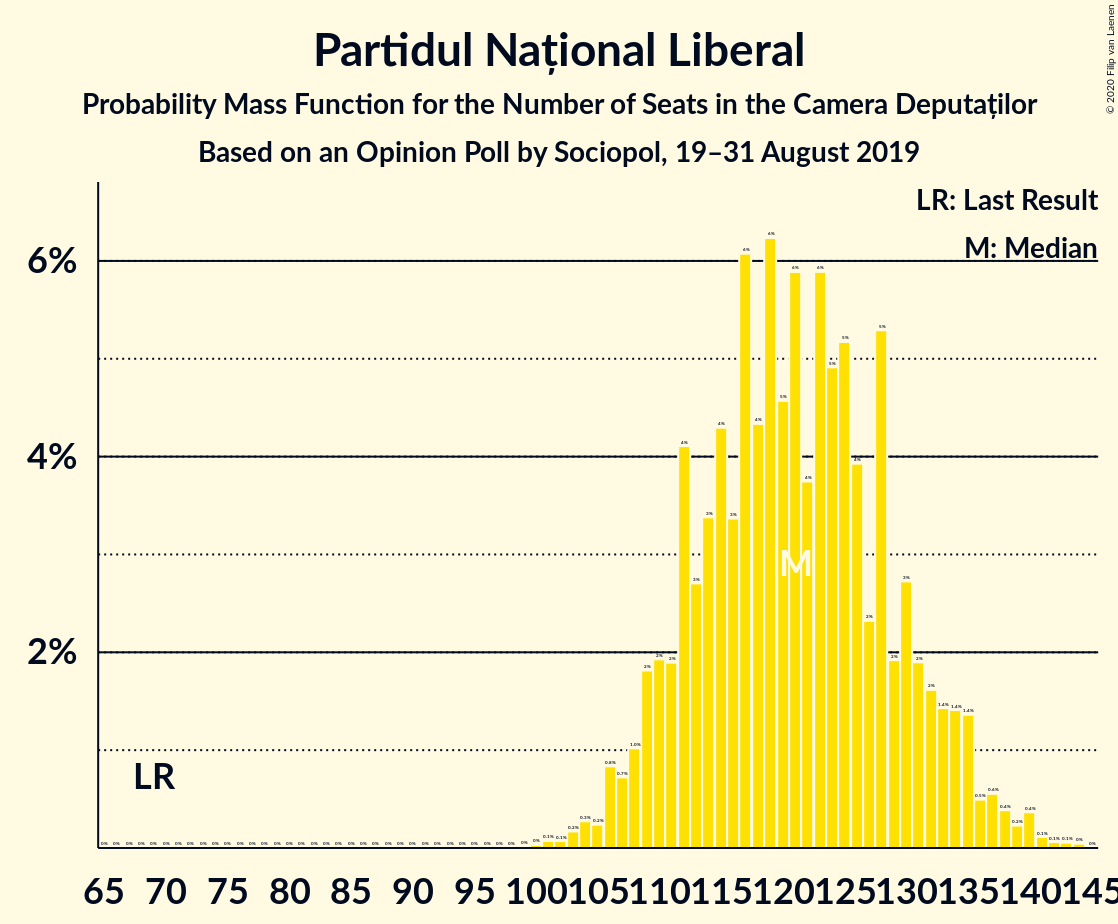 Partidul Național Liberal
Probability Mass Function for the Number of Seats in the Camera Deputaților
Based on an Opinion Poll by Sociopol, 19–31 August 2019
© 2020 Filip van Laenen
LR: Last Result
M: Median
6%
4%
2%
LR
M
65 70 75 80 85 90 95 100 105 110 115 120 125 130 135 140 145